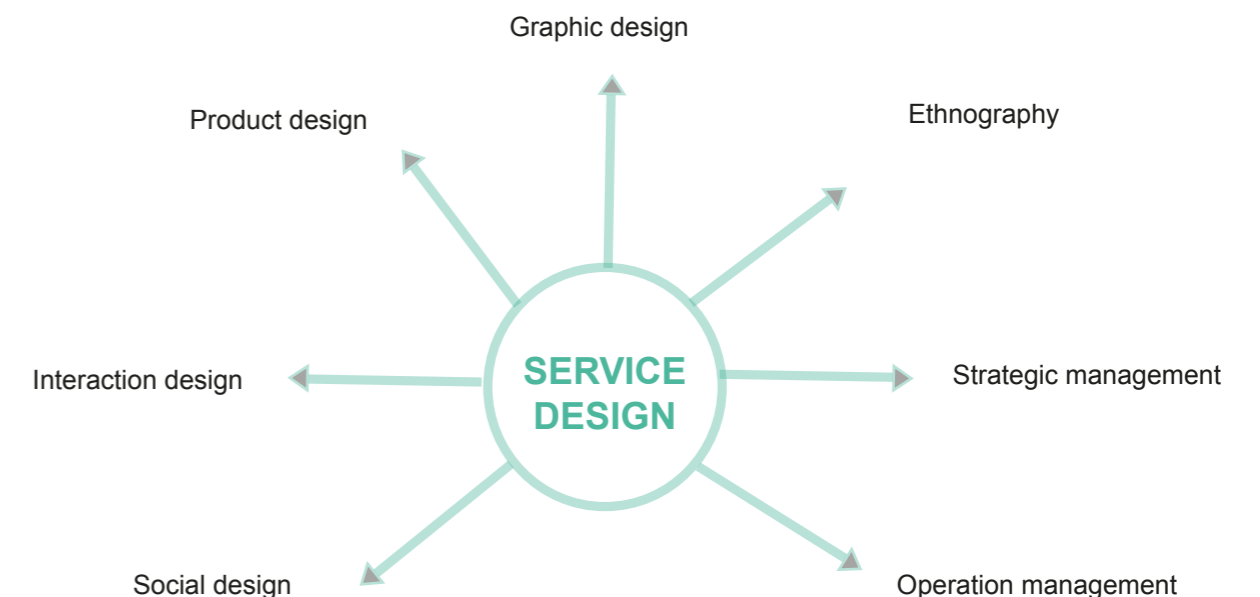 Graphic design
Product design
Ethnography
Interaction design
SERVICE
DESIGN
Strategic management
Social design
Operation management